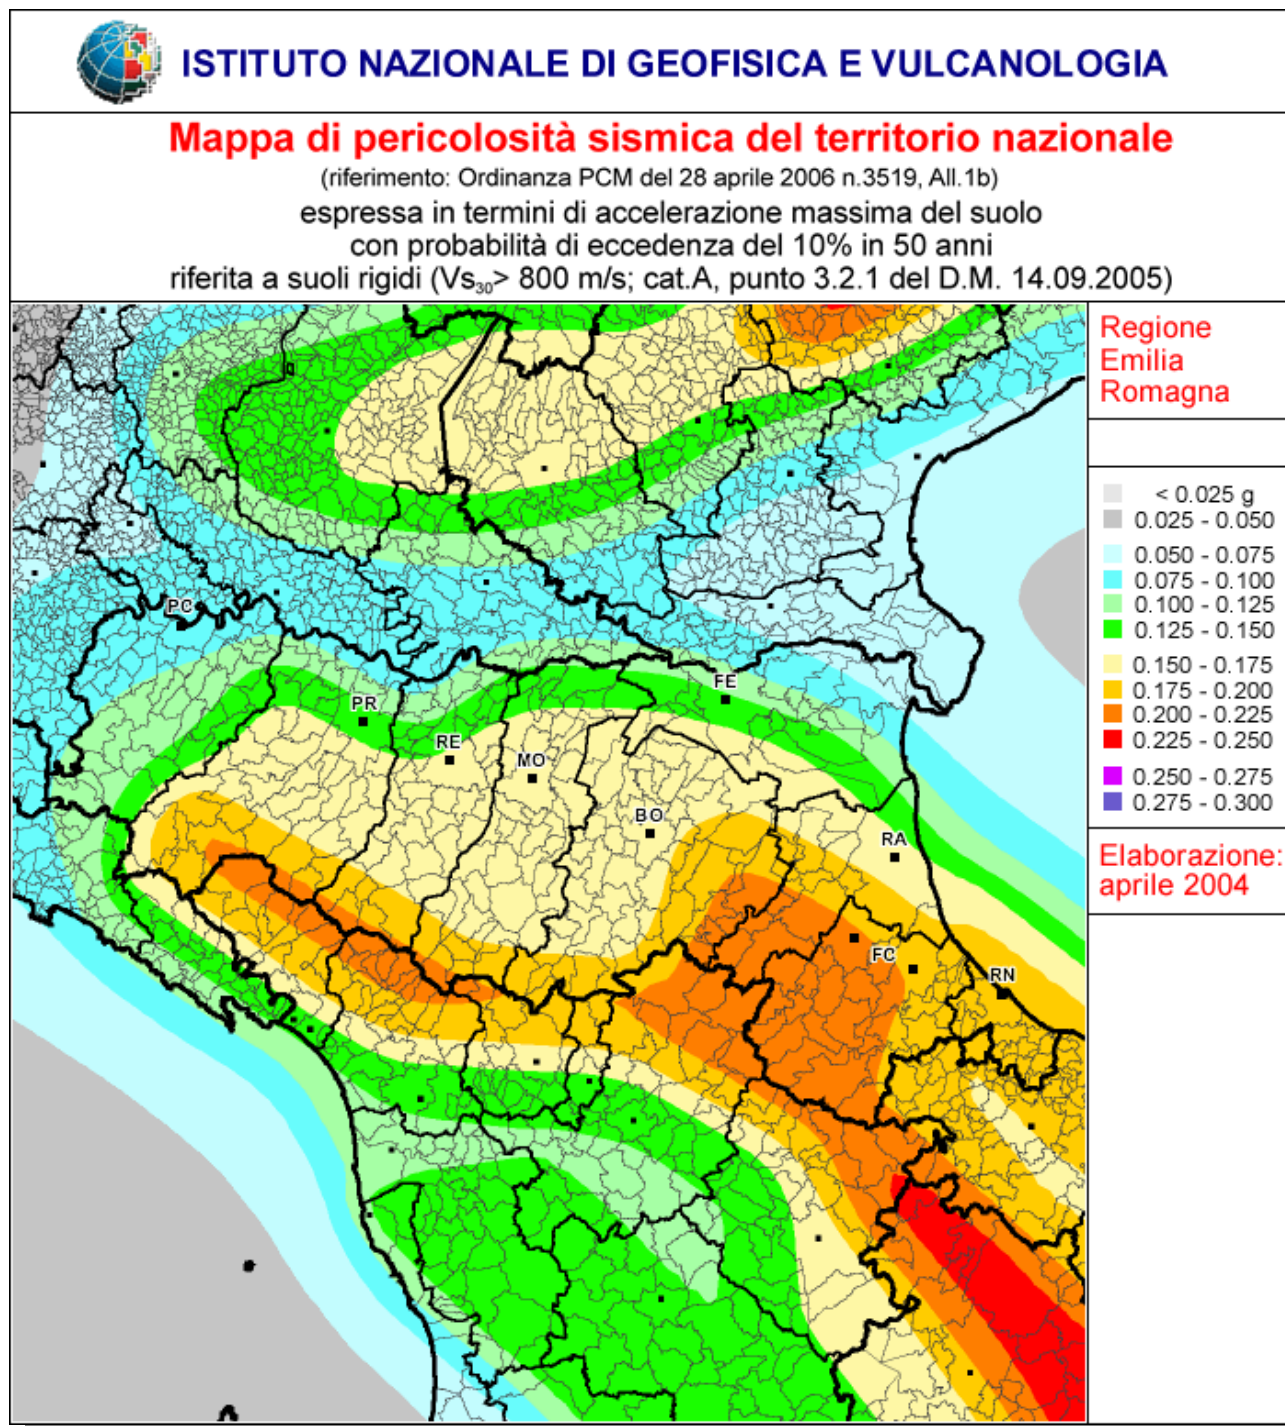 ISTITUTO NAZIONALE DI GEOFISICA E VULCANOLOGIA
Mappa di pericolosità sismica del territorio nazionale
(riferimento: Ordinanza PCM del 28 aprile 2006 n.3519, All.1b)
espressa in termini di accelerazione massima del suolo
con probabilità di eccedenza del 10% in 50 anni
riferita a suoli rigidi (Vs₃₀> 800 m/s; cat.A, punto 3.2.1 del D.M. 14.09.2005)
Regione
Emilia
Romagna
< 0.025 g
0.025 - 0.050
0.050 - 0.075
0.075 - 0.100
0.100 - 0.125
0.125 - 0.150
0.150 - 0.175
0.175 - 0.200
0.200 - 0.225
0.225 - 0.250
0.250 - 0.275
0.275 - 0.300
Elaborazione:
aprile 2004
PC
FE
PR
RE
MO
BO
RA
FC
RN